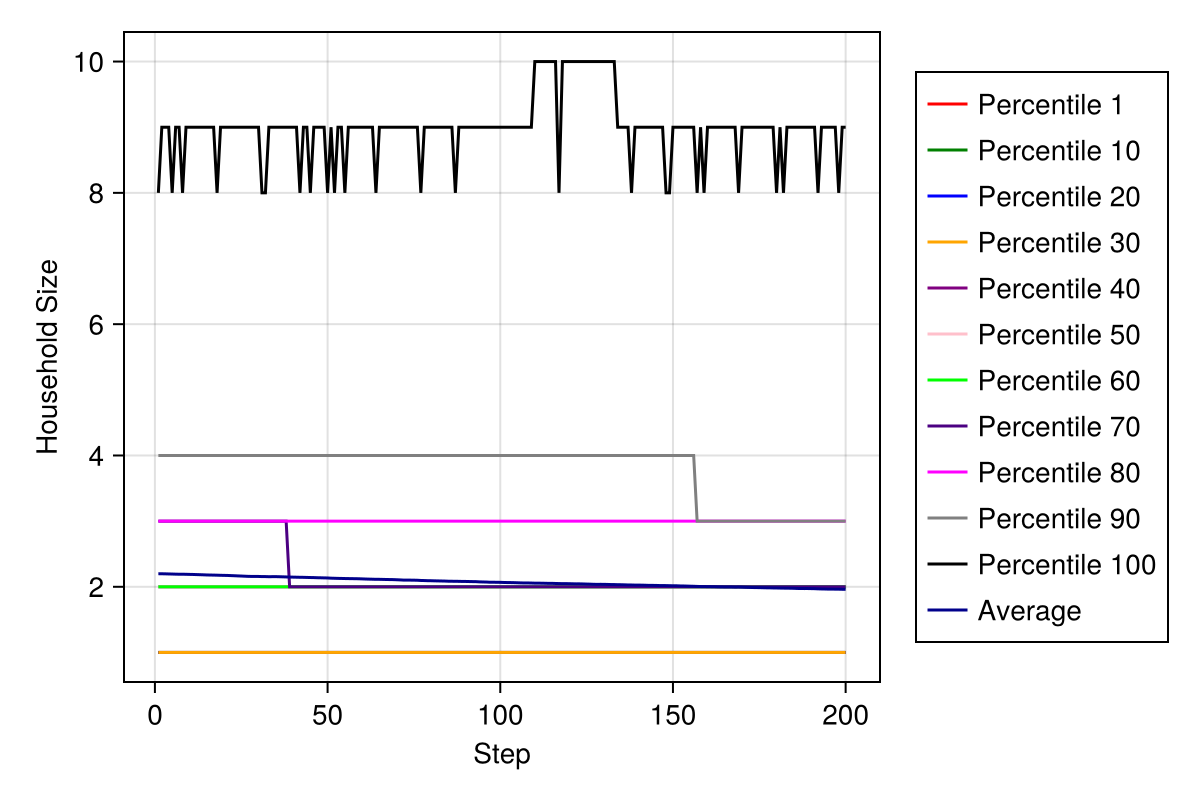 10
8
6
4
2
Household Size
0 50 100 150 200
Step
Percentile 1
Percentile 10
Percentile 20
Percentile 30
Percentile 40
Percentile 50
Percentile 60
Percentile 70
Percentile 80
Percentile 90
Percentile 100
Average